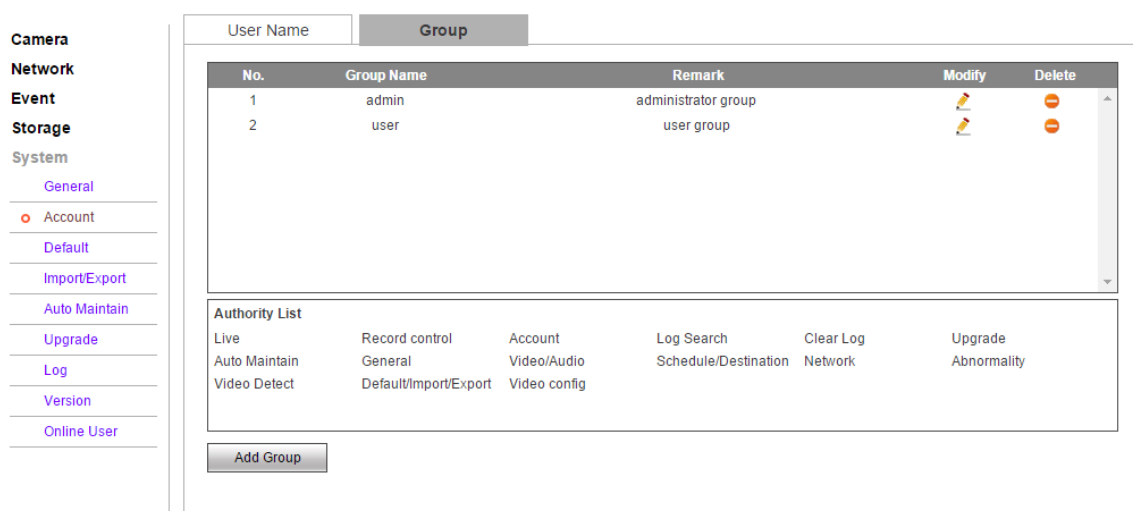 Camera
Network
Event
Storage
System
General
Account
Default
Import/Export
Auto Maintain
Upgrade
Log
Version
Online User
User Name Group
No. Group Name Remark Modify Delete
1 admin administrator group
2 user user group
Authority List
Live Record control Account Log Search Clear Log Upgrade
Auto Maintain General Video/Audio Schedule/Destination Network Abnormality
Video Detect Default/Import/Export Video config
Add Group